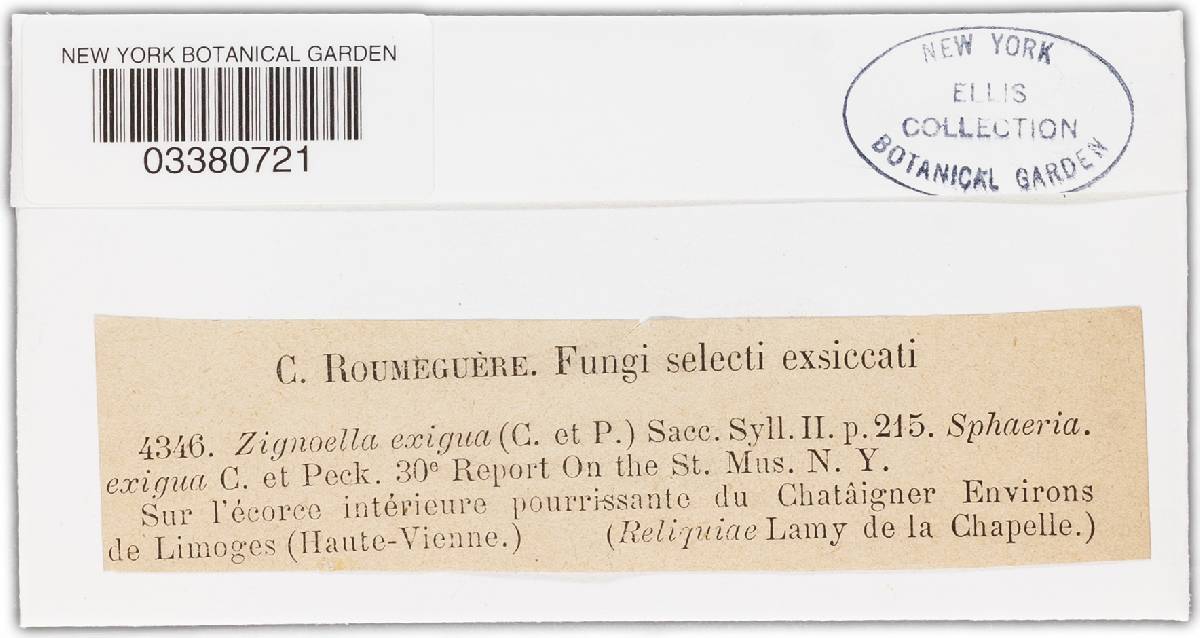 NEW YORK BOTANICAL GARDEN
03380721
NEW YORK
ELLIS
COLLECTION
BOTANICAL GARDEN
C. ROUMEGUÈRE. Fungi selecti exsiccati
4346. Zignoella exigua (C. et P.) Sacc. Syll. II. p. 215. Sphaeria.
exigua C. et Peck. 30e Report On the St. Mus. N. Y.
Sur l'écorce intérieure pourrissante du Chatâigner Environs
de Limoges (Haute-Vienne.) (Reliquiae Lamy de la Chapelle.)